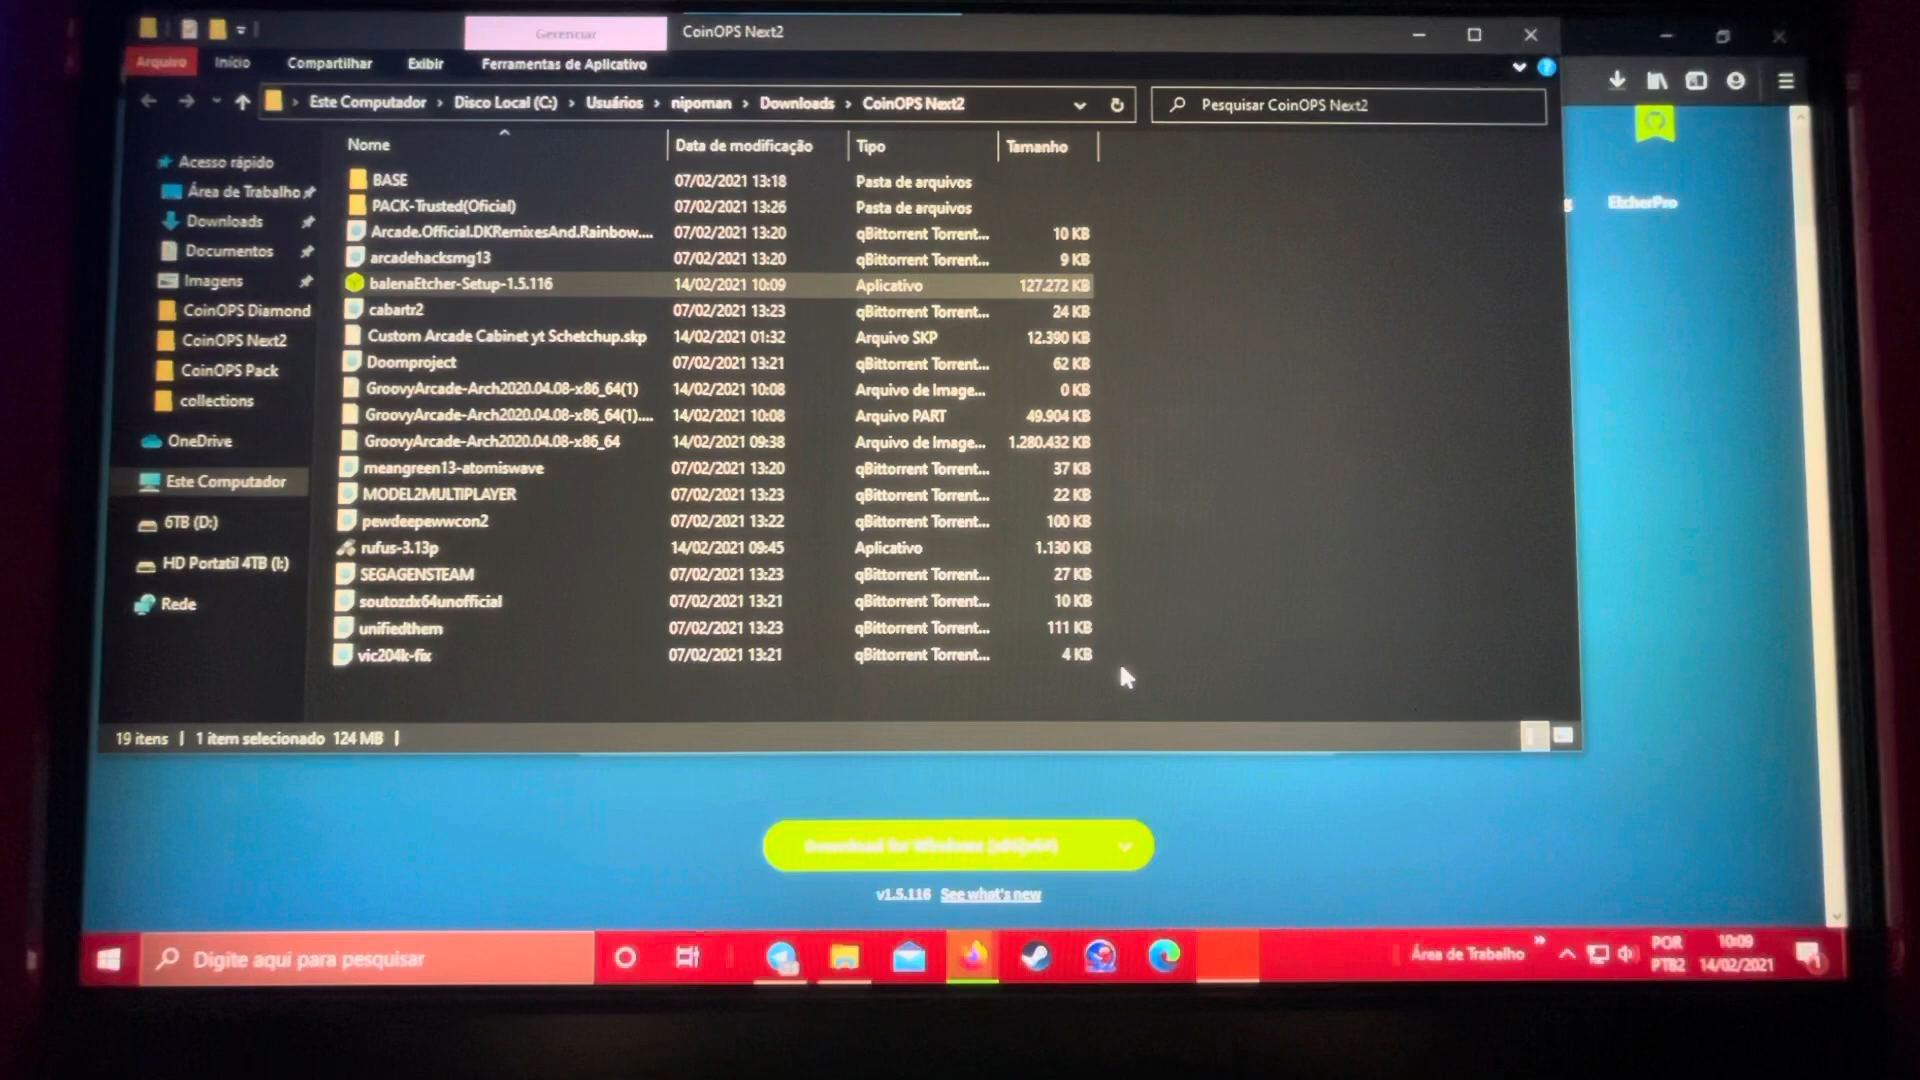 Gerenciar
CoinOPS Next2
Arquivo
Início
Compartilhar
Exibir
Ferramentas de Aplicativo
Este Computador
Disco Local (C:)
Usuários
nipoman
Downloads
CoinOPS Next2
Pesquisar CoinOPS Next2
Nome
Data de modificação
Tipo
Tamanho
Acesso rápido
Área de Trabalho
Downloads
Documentos
Imagens
CoinOPS Diamond
CoinOPS Next2
CoinOPS Pack
collections
OneDrive
Este Computador
6TB (D:)
HD Portatil 4TB (I:)
Rede
BASE 07/02/2021 13:18 Pasta de arquivos
PACK-Trusted(Oficial) 07/02/2021 13:26 Pasta de arquivos
Arcade.Official.DKRemixesAnd.Rainbow.... 07/02/2021 13:20 qBittorrent Torrent... 10 KB
arcadehacksmg13 07/02/2021 13:20 qBittorrent Torrent... 9 KB
balenaEtcher-Setup-1.5.116 14/02/2021 10:09 Aplicativo 127.272 KB
cabartr2 07/02/2021 13:23 qBittorrent Torrent... 24 KB
Custom Arcade Cabinet yt Schetchup.skp 14/02/2021 01:32 Arquivo SKP 12.390 KB
Doomproject 07/02/2021 13:21 qBittorrent Torrent... 62 KB
GroovyArcade-Arch2020.04.08-x86_64(1) 14/02/2021 10:08 Arquivo de Image... 0 KB
GroovyArcade-Arch2020.04.08-x86_64(1).... 14/02/2021 10:08 Arquivo PART 49.904 KB
GroovyArcade-Arch2020.04.08-x86_64 14/02/2021 09:38 Arquivo de Image... 1.280.432 KB
meangreen13-atomiswave 07/02/2021 13:20 qBittorrent Torrent... 37 KB
MODEL2MULTIPLAYER 07/02/2021 13:23 qBittorrent Torrent... 22 KB
pewdeepewwcon2 07/02/2021 13:22 qBittorrent Torrent... 100 KB
rufus-3.13p 14/02/2021 09:45 Aplicativo 1.130 KB
SEGAGENSTEAM 07/02/2021 13:23 qBittorrent Torrent... 27 KB
soutozdx64unofficial 07/02/2021 13:21 qBittorrent Torrent... 10 KB
unifiedthem 07/02/2021 13:23 qBittorrent Torrent... 111 KB
vic204k-fix 07/02/2021 13:21 qBittorrent Torrent... 4 KB
EtcherPro
19 itens | 1 item selecionado 124 MB |
Download for Windows (x86|x64)
v1.5.116 See what's new
Digite aqui para pesquisar
Área de Trabalho
POR
PTB2
10:09
14/02/2021